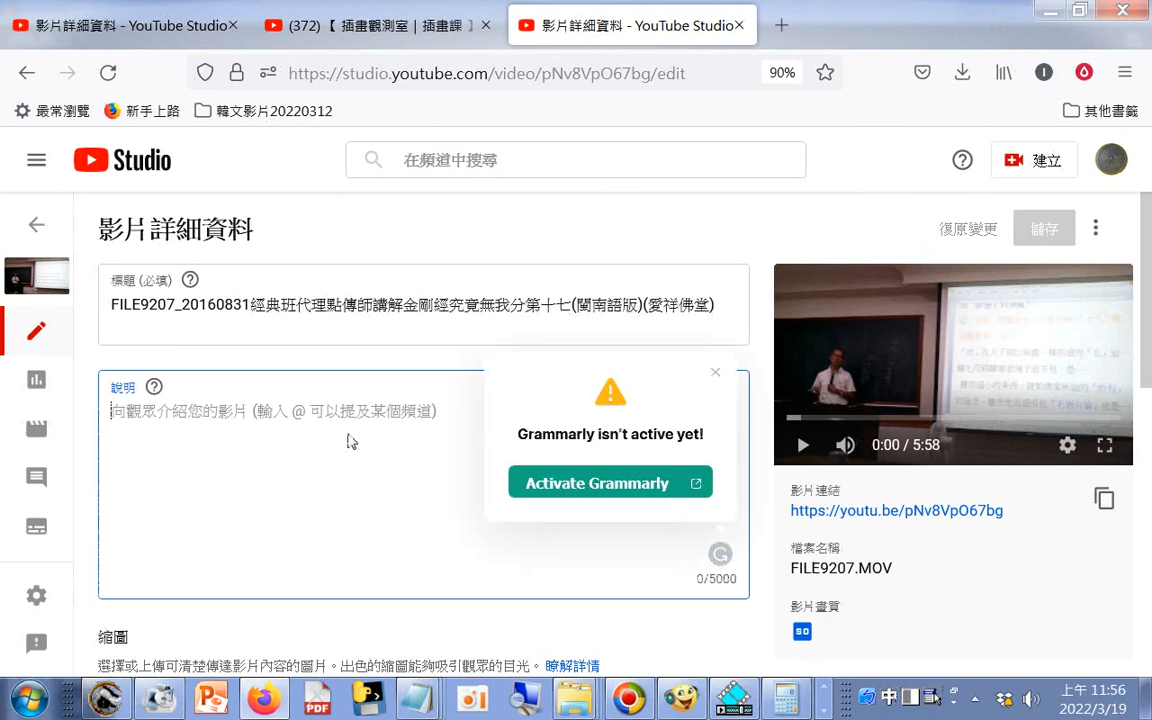 影片詳細資料 - YouTube Studio
(372)【 插畫觀測室 | 插畫課 】
影片詳細資料 - YouTube Studio
https://studio.youtube.com/video/pNv8VpO67bg/edit
90%
最常瀏覽
新手上路
韓文影片20220312
其他書籤
Studio
在頻道中搜尋
建立
影片詳細資料
復原變更
儲存
標題 (必填)
FILE9207_20160831經典班代理點傳師講解金剛經究竟無我分第十七(閩南語版)(愛祥佛堂)
說明
向觀眾介紹您的影片 (輸入 @ 可以提及某個頻道)
Grammarly isn't active yet!
Activate Grammarly
0/5000
0:00 / 5:58
影片連結
https://youtu.be/pNv8VpO67bg
檔案名稱
FILE9207.MOV
影片畫質
SD
縮圖
選擇或上傳可清楚傳達影片內容的圖片。出色的縮圖能夠吸引觀眾的目光。 瞭解詳情
PDF
中
上午 11:56
2022/3/19